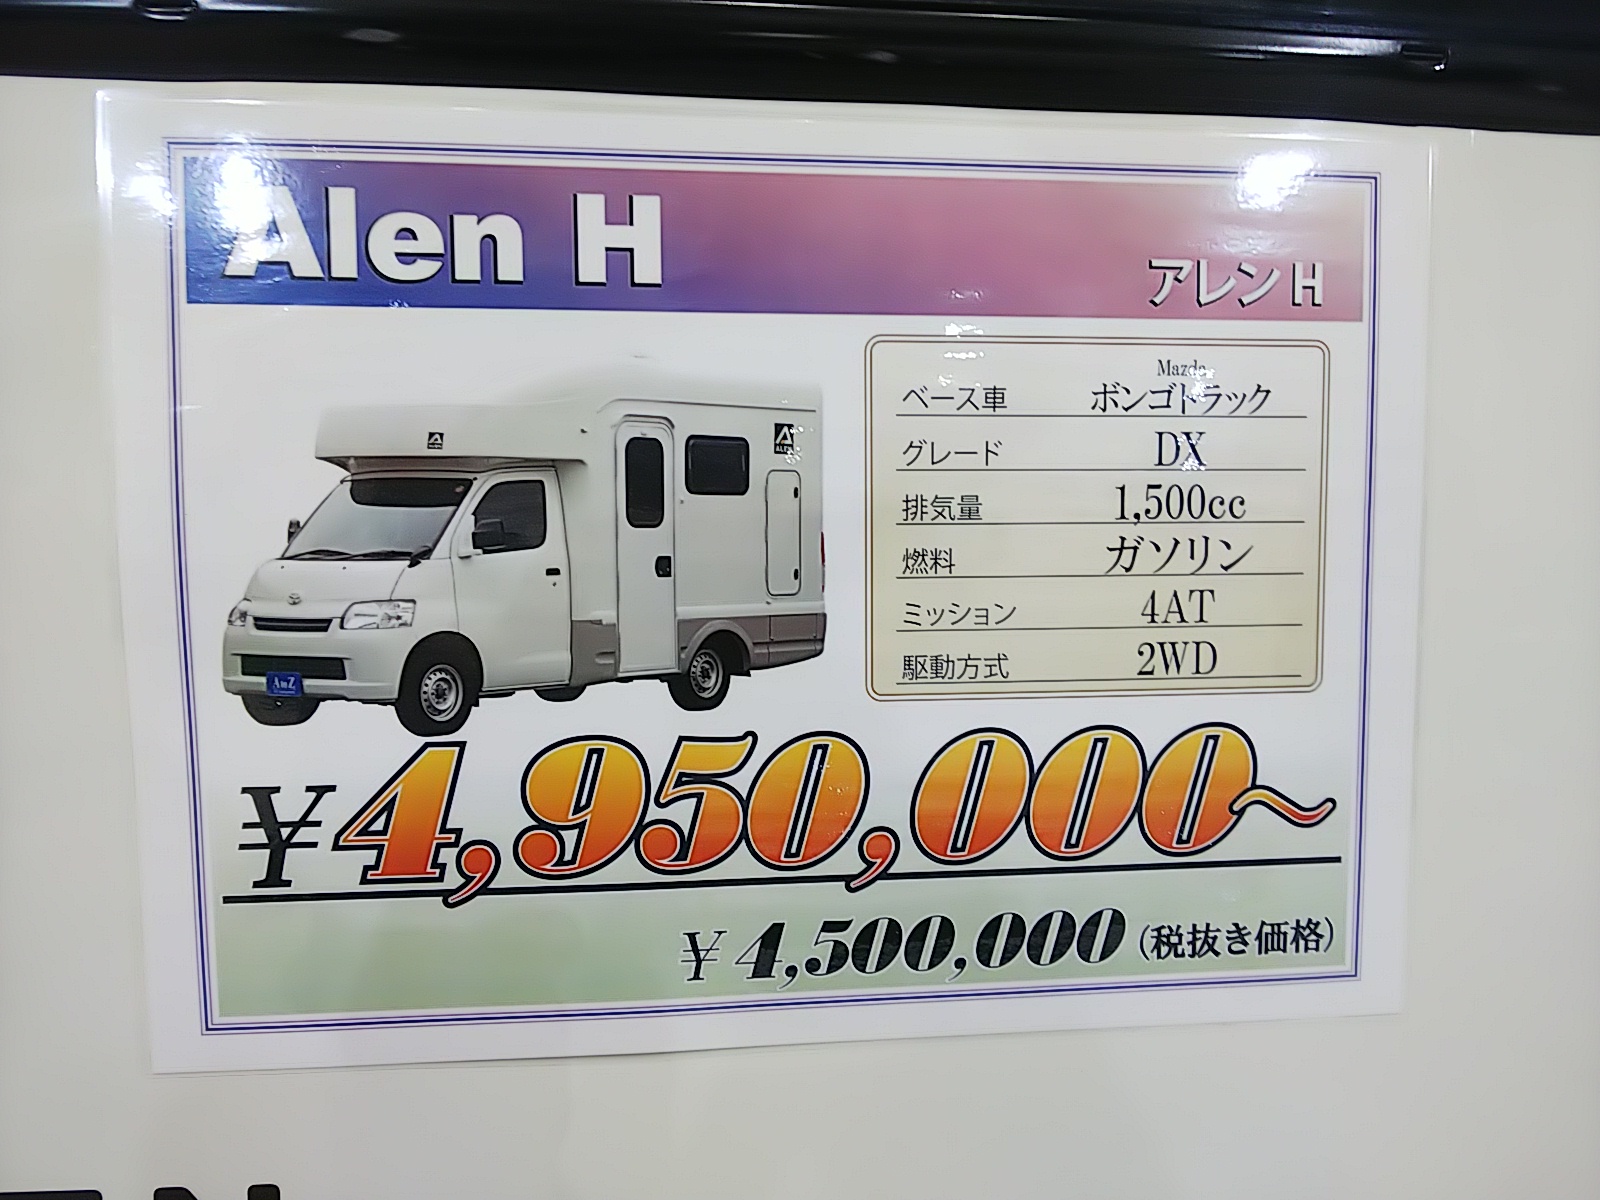 Alen H
アレンH
Mazda
ベース車 ボンゴトラック
グレード DX
排気量 1,500cc
燃料 ガソリン
ミッション 4AT
駆動方式 2WD
AtoZ
¥4,950,000~
¥4,500,000 (税抜き価格)